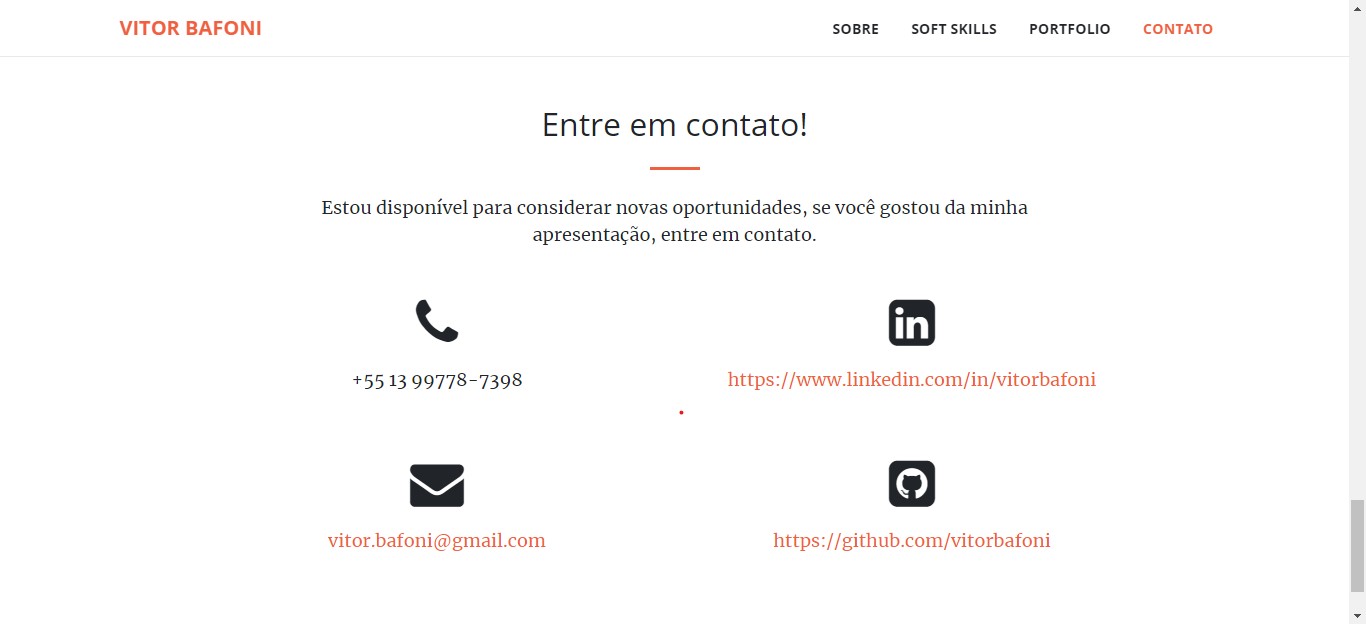 VITOR BAFONI
SOBRE SOFT SKILLS PORTFOLIO CONTATO
Entre em contato!
Estou disponível para considerar novas oportunidades, se você gostou da minha
apresentação, entre em contato.
+55 13 99778-7398
https://www.linkedin.com/in/vitorbafoni
vitor.bafoni@gmail.com
https://github.com/vitorbafoni